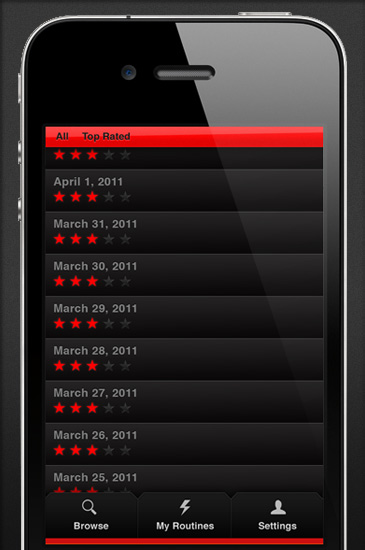 All Top Rated
April 1, 2011
March 31, 2011
March 30, 2011
March 29, 2011
March 28, 2011
March 27, 2011
March 26, 2011
March 25, 2011
Browse My Routines Settings